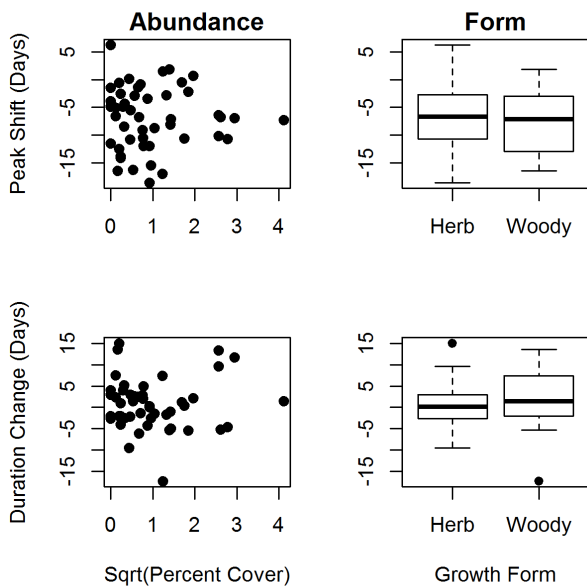 Abundance Form
Peak Shift (Days)
5
-5
-15
0 1 2 3 4
5
-5
-15
Herb Woody
Duration Change (Days)
15
5
-5
-15
0 1 2 3 4
15
5
-5
-15
Herb Woody
Sqrt(Percent Cover) Growth Form